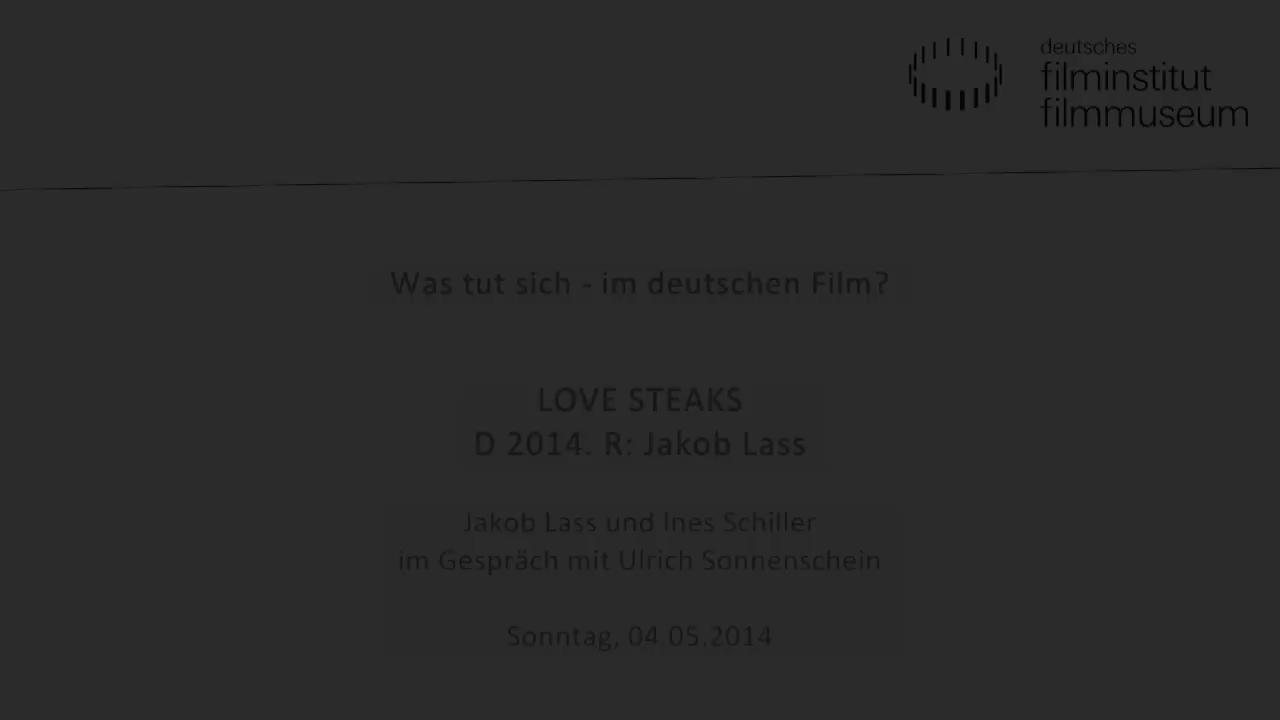 deutsches
filminstitut
filmmuseum
Was tut sich - im deutschen Film?
LOVE STEAKS
D 2014. R: Jakob Lass
Jakob Lass und Ines Schiller
im Gespräch mit Ulrich Sonnenschein
Sonntag, 04.05.2014